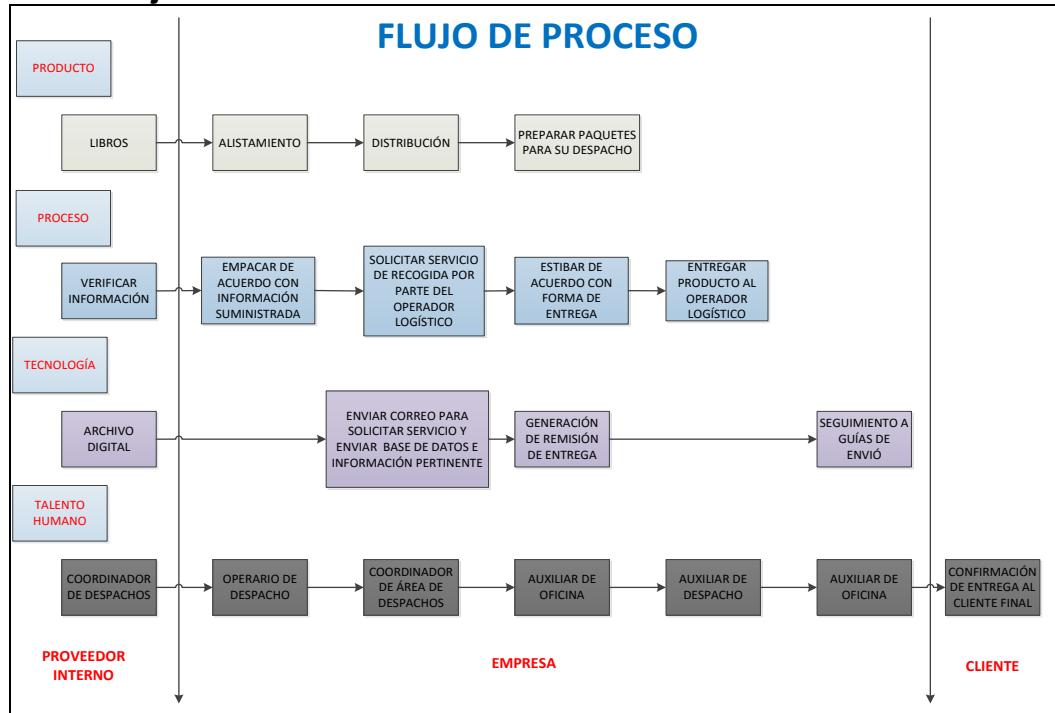 FLUJO DE PROCESO
PRODUCTO
LIBROS
ALISTAMIENTO
DISTRIBUCIÓN
PREPARAR PAQUETES
PARA SU DESPACHO
PROCESO
VERIFICAR
INFORMACIÓN
EMPACAR DE
ACUERDO CON
INFORMACIÓN
SUMINISTRADA
SOLICITAR SERVICIO
DE RECOGIDA POR
PARTE DEL
OPERADOR
LOGÍSTICO
ESTIBAR DE
ACUERDO CON
FORMA DE
ENTREGA
ENTREGAR
PRODUCTO AL
OPERADOR
LOGÍSTICO
TECNOLOGÍA
ARCHIVO
DIGITAL
ENVIAR CORREO PARA
SOLICITAR SERVICIO Y
ENVIAR BASE DE DATOS E
INFORMACIÓN PERTINENTE
GENERACIÓN
DE REMISIÓN
DE ENTREGA
SEGUIMIENTO A
GUÍAS DE
ENVIÓ
TALENTO
HUMANO
COORDINADOR
DE DESPACHOS
OPERARIO DE
DESPACHO
COORDINADOR
DE ÁREA DE
DESPACHOS
AUXILIAR DE
OFICINA
AUXILIAR DE
DESPACHO
AUXILIAR DE
OFICINA
CONFIRMACIÓN
DE ENTREGA AL
CLIENTE FINAL
PROVEEDOR
INTERNO
EMPRESA
CLIENTE